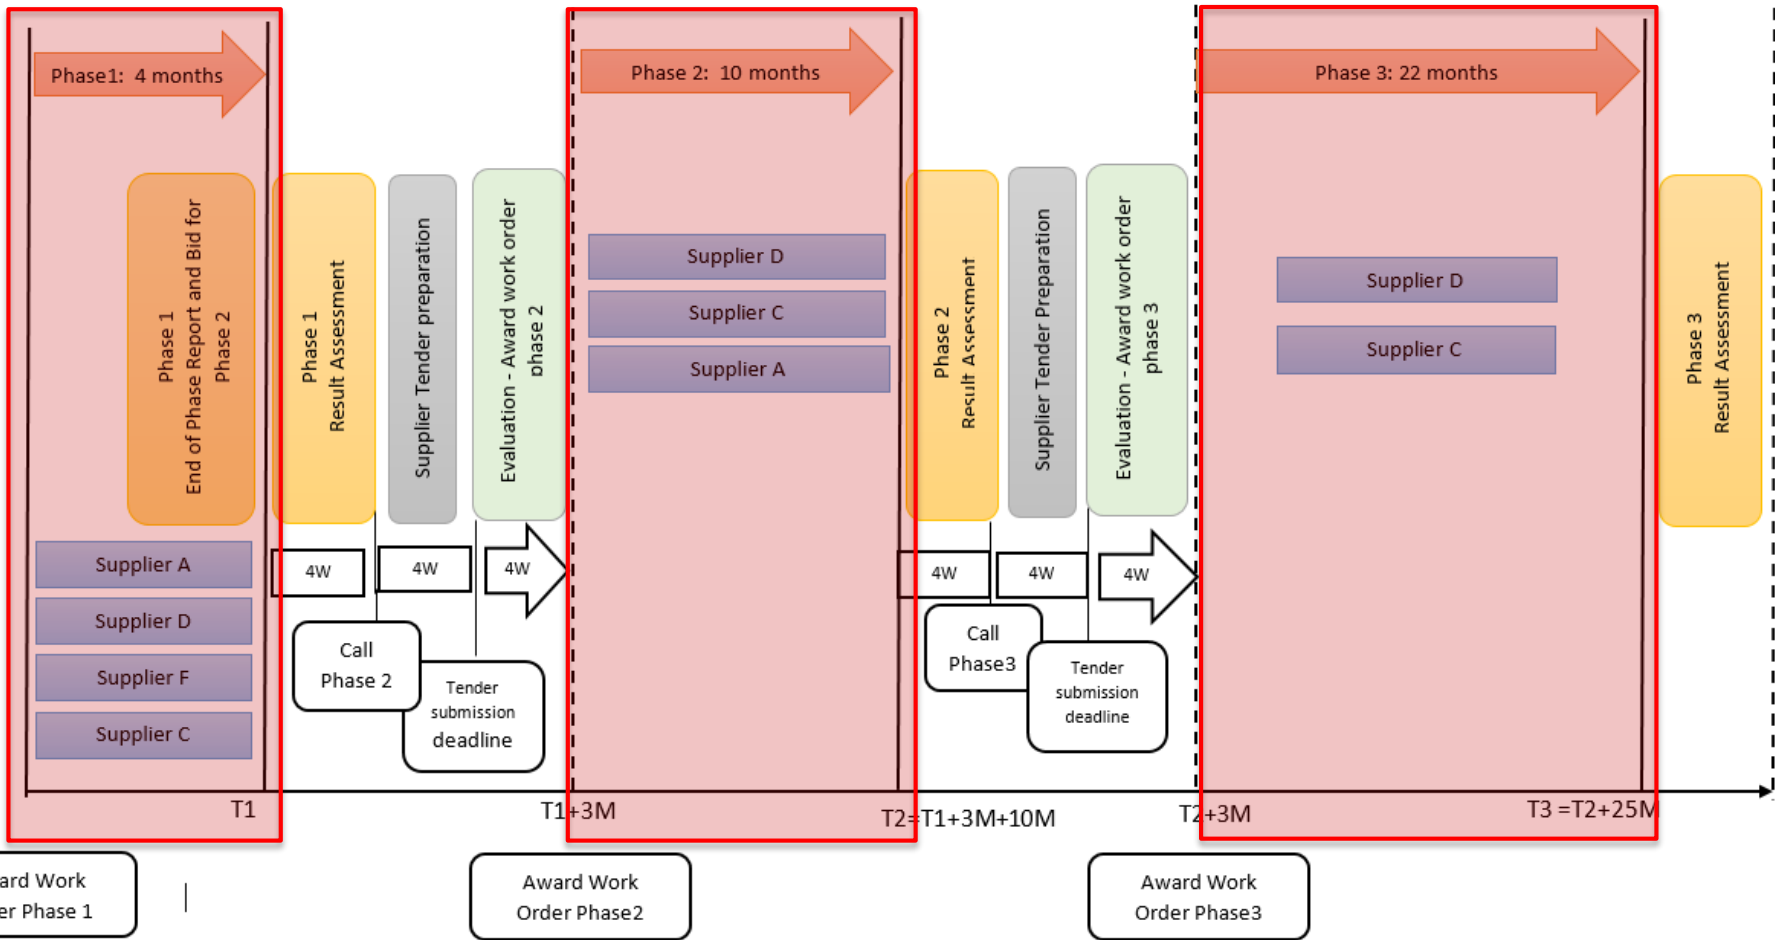 Phase1: 4 months
Phase 2: 10 months
Phase 3: 22 months
Phase 1
End of Phase Report and Bid for
Phase 2
Phase 1
Result Assessment
Supplier Tender preparation
Evaluation - Award work order
phase 2
Supplier D
Supplier C
Supplier A
Phase 2
Result Assessment
Supplier Tender Preparation
Evaluation - Award work order
phase 3
Supplier D
Supplier C
Phase 3
Result Assessment
Supplier A
Supplier D
Supplier F
Supplier C
4W
4W
4W
4W
4W
4W
Call
Phase 2
Tender
submission
deadline
Call
Phase3
Tender
submission
deadline
T1
T1+3M
T2=T1+3M+10M
T2+3M
T3 =T2+25M
ard Work
er Phase 1
Award Work
Order Phase2
Award Work
Order Phase3